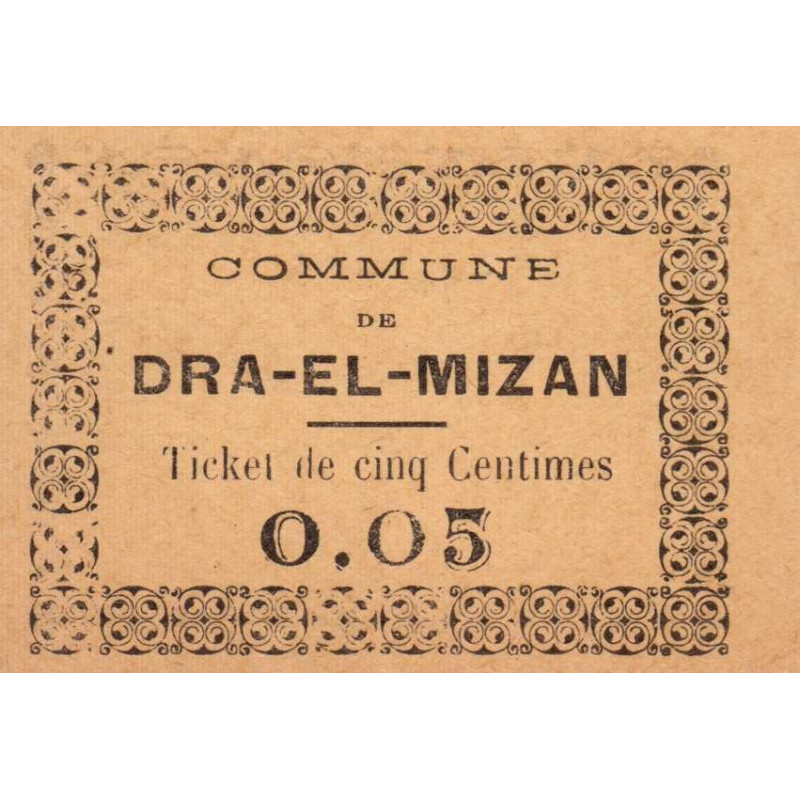 COMMUNE
DE
DRA-EL-MIZAN
Ticket de cinq Centimes
0.05